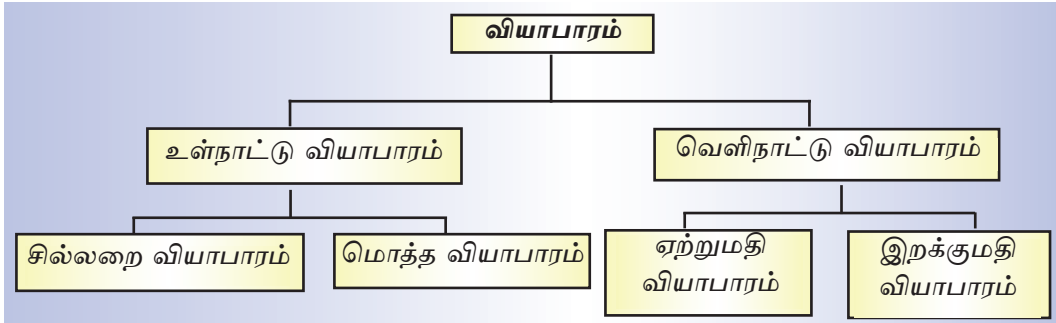 வியாபாரம்
உள்நாட்டு வியாபாரம்
வெளிநாட்டு வியாபாரம்
சில்லறை வியாபாரம்
மொத்த வியாபாரம்
ஏற்றுமதி
வியாபாரம்
இறக்குமதி
வியாபாரம்